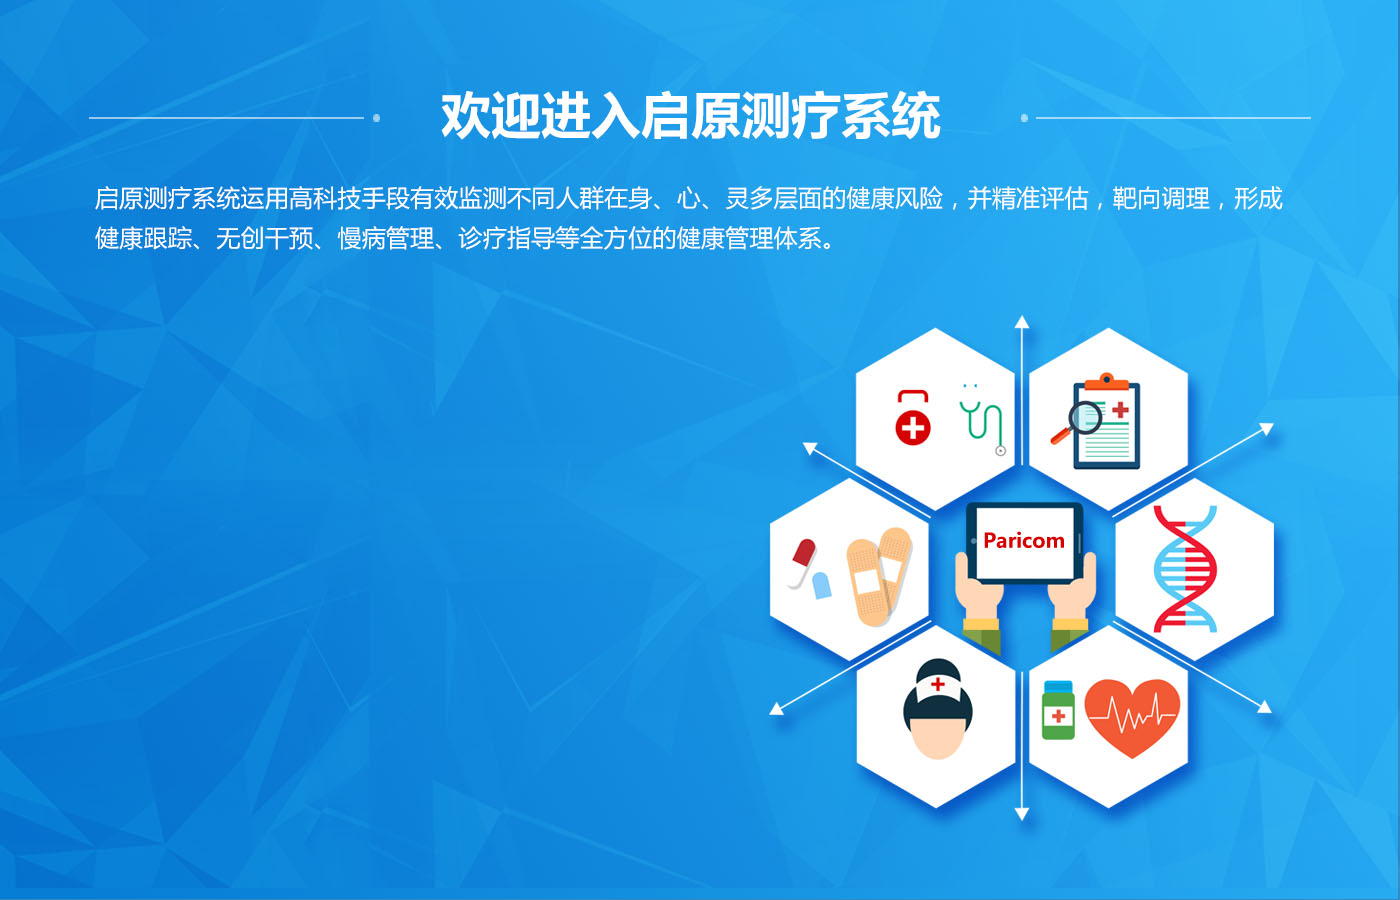 欢迎进入启原测疗系统
启原测疗系统运用高科技手段有效监测不同人群在身、心、灵多层面的健康风险，并精准评估，靶向调理，形成
健康跟踪、无创干预、慢病管理、诊疗指导等全方位的健康管理体系。
Paricom